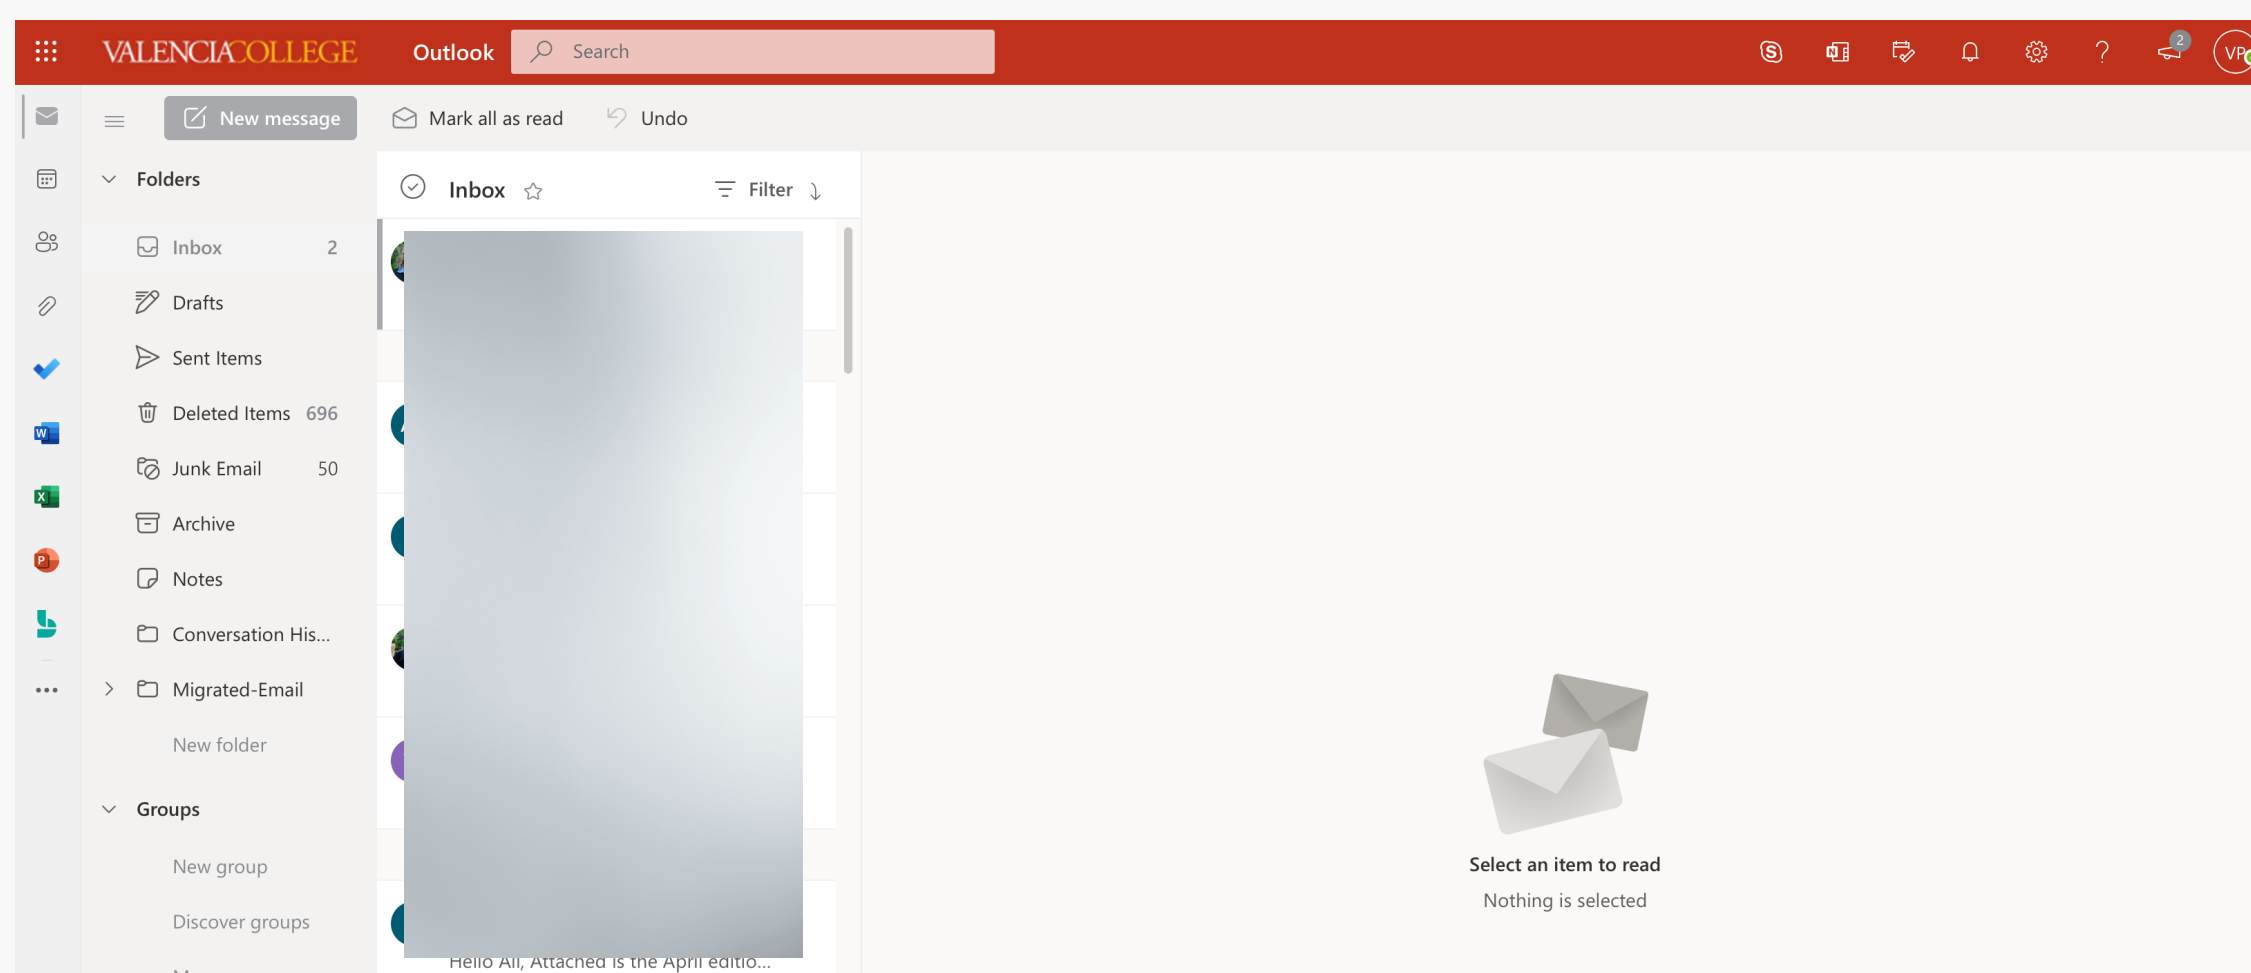 VALENCIACOLLEGE
Outlook
Search
2
VP
New message
Mark all as read
Undo
Folders
Inbox 2
Drafts
Sent Items
Deleted Items 696
Junk Email 50
Archive
Notes
Conversation His...
Migrated-Email
New folder
Groups
New group
Discover groups
Inbox
Filter
Hello All, Attached is the April editio...
Select an item to read
Nothing is selected